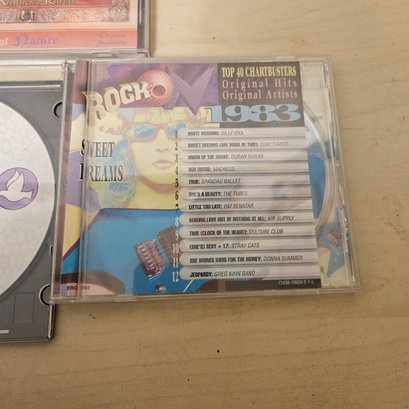 of Nature
Ocean
Sounds
ROCK ON
1983
TOP 40 CHARTBUSTERS
Original Hits
Original Artists
SWEET
DREAMS
1 WHITE WEDDING: BILLY IDOL
2 SWEET DREAMS (ARE MADE OF THIS): EURYTHMICS
3 UNION OF THE SNAKE: DURAN DURAN
4 OUR HOUSE: MADNESS
5 TRUE: SPANDAU BALLET
6 SHE'S A BEAUTY: THE TUBES
7 LITTLE TOO LATE: PAT BENATAR
8 MAKING LOVE OUT OF NOTHING AT ALL: AIR SUPPLY
9 TIME (CLOCK OF THE HEART): CULTURE CLUB
10 (SHE'S) SEXY + 17: STRAY CATS
11 SHE WORKS HARD FOR THE MONEY: DONNA SUMMER
12 JEOPARDY: GREG KIHN BAND